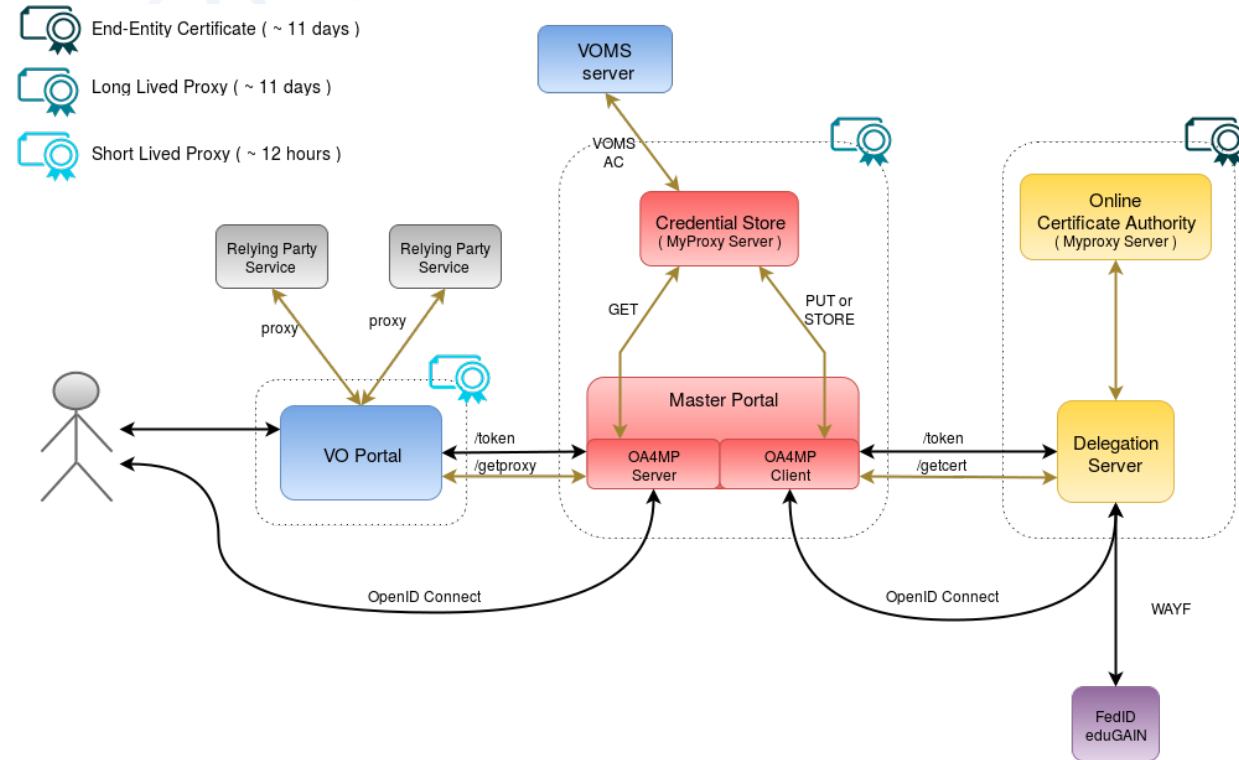 End-Entity Certificate ( ~ 11 days )
Long Lived Proxy ( ~ 11 days )
Short Lived Proxy ( ~ 12 hours )
VOMS
server
VOMS
AC
Credential Store
( MyProxy Server )
Online
Certificate Authority
( Myproxy Server )
Relying Party
Service
Relying Party
Service
proxy
proxy
GET
PUT or
STORE
Master Portal
VO Portal
/token
/getproxy
OA4MP
Server
OA4MP
Client
/token
/getcert
Delegation
Server
OpenID Connect
OpenID Connect
WAYF
FedID
eduGAIN